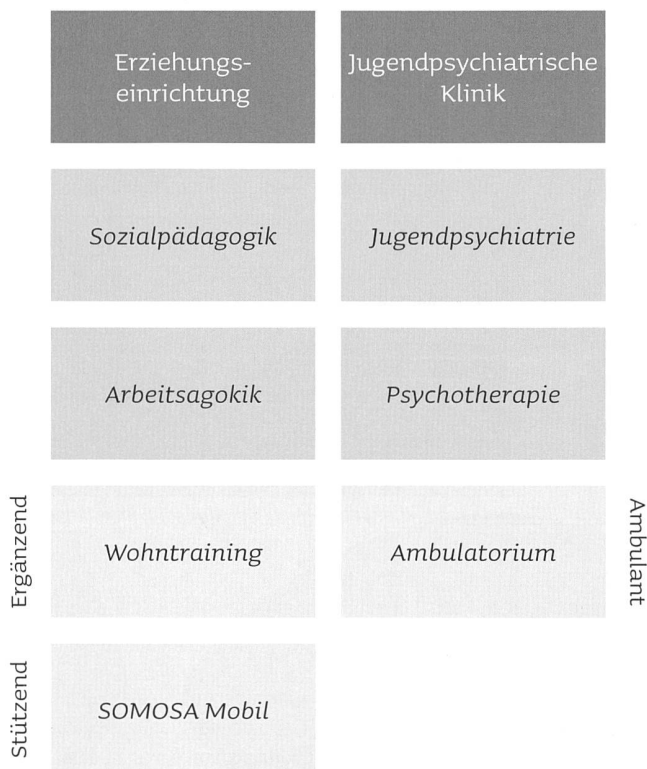 Erziehungs-
einrichtung
Jugendpsychiatrische
Klinik
Sozialpädagogik
Jugendpsychiatrie
Arbeitsagokik
Psychotherapie
Ergänzend
Wohntraining
Ambulatorium
Ambulant
Stützend
SOMOSA Mobil